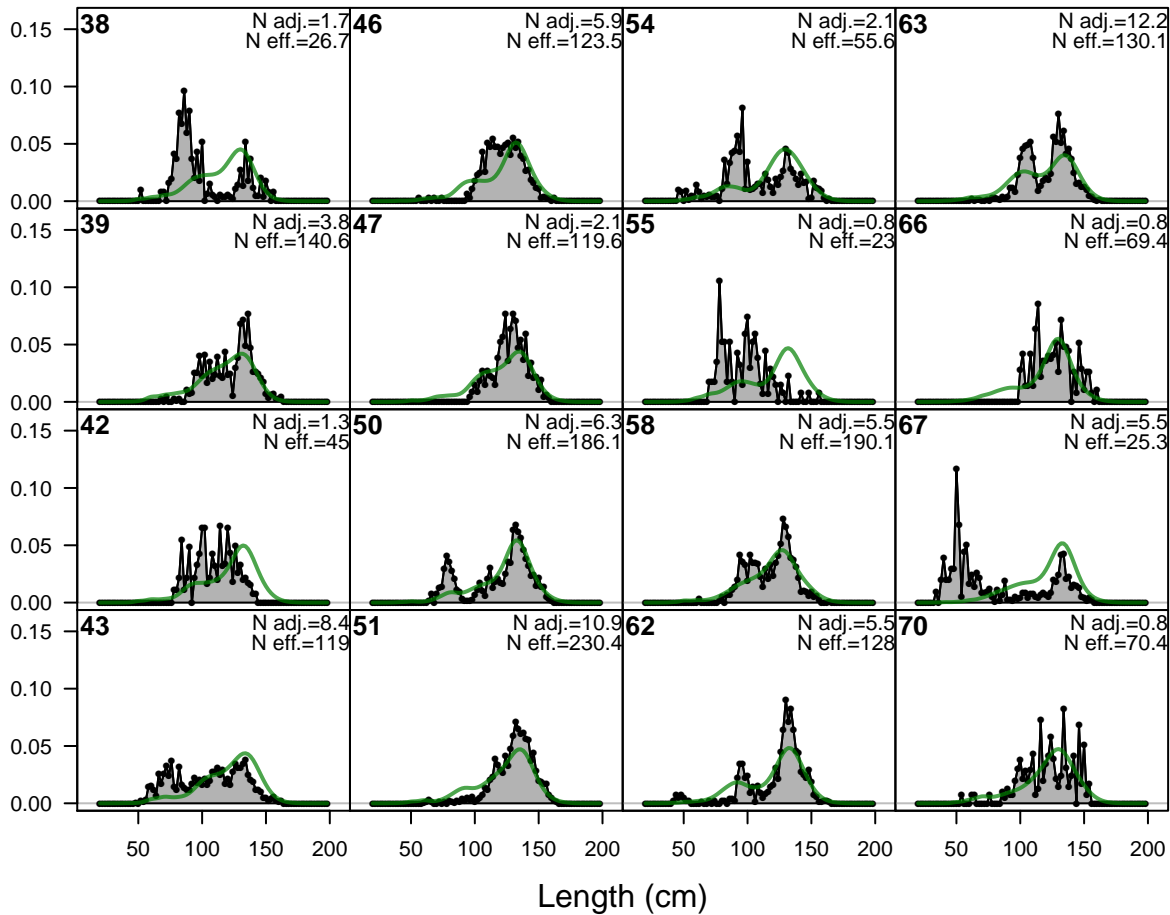 0.15 38 N adj.=1.7 46 N adj.=5.9 54 N adj.=2.1 63 N adj.=12.2
N eff.=26.7 N eff.=123.5 N eff.=55.6 N eff.=130.1
0.10
0.05
0.00
39 N adj.=3.8 47 N adj.=2.1 55 N adj.=0.8 66 N adj.=0.8
0.15 N eff.=140.6 N eff.=119.6 N eff.=23 N eff.=69.4
0.10
0.05
0.00
42 N adj.=1.3 50 N adj.=6.3 58 N adj.=5.5 67 N adj.=5.5
0.15 N eff.=45 N eff.=186.1 N eff.=190.1 N eff.=25.3
0.10
0.05
0.00
43 N adj.=8.4 51 N adj.=10.9 62 N adj.=5.5 70 N adj.=0.8
0.15 N eff.=119 N eff.=230.4 N eff.=128 N eff.=70.4
0.10
0.05
0.00
50 100 150 200 50 100 150 200 50 100 150 200 50 100 150 200
Length (cm)